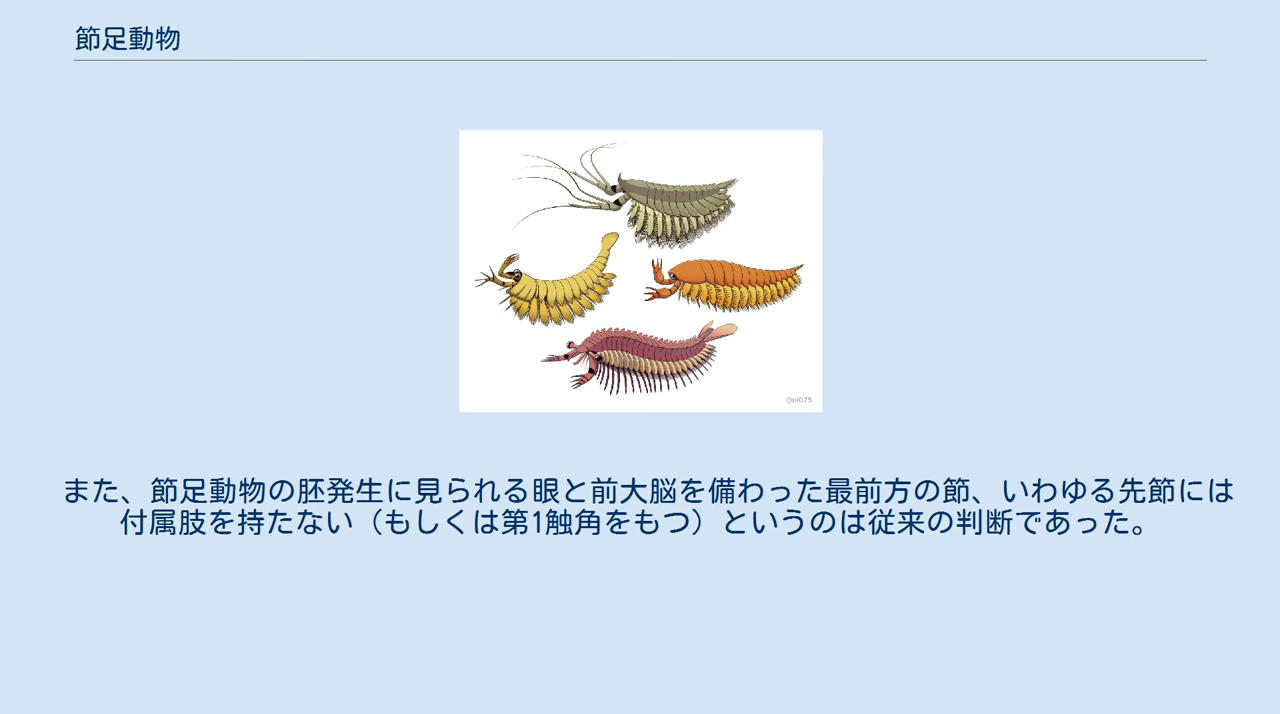 節足動物
また、節足動物の胚発生に見られる眼と前大脳を備わった最前方の節、いわゆる先節には
付属肢を持たない（もしくは第1触角をもつ）というのは従来の判断であった。